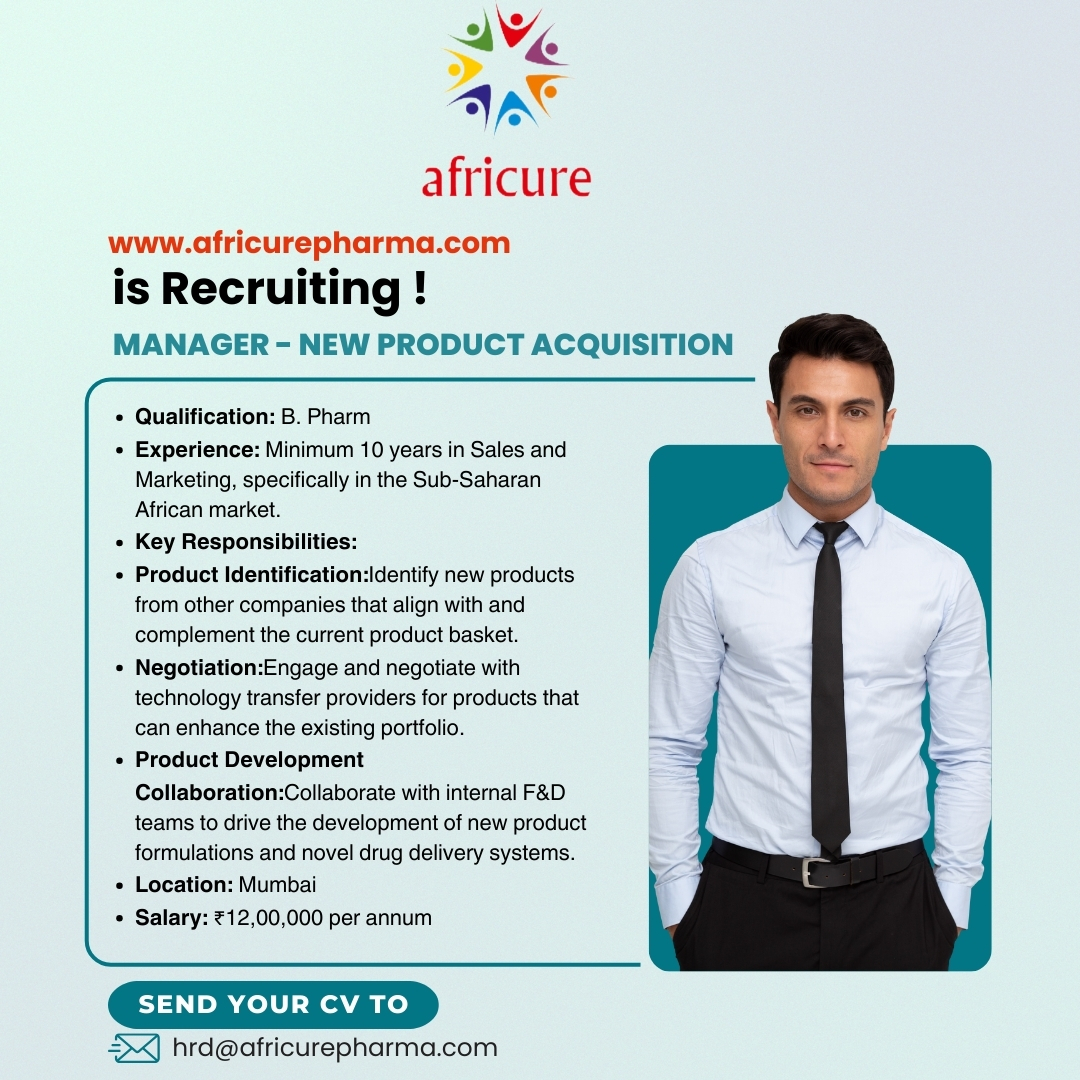 africure
www.africurepharma.com
is Recruiting !
MANAGER – NEW PRODUCT ACQUISITION
• Qualification: B. Pharm
• Experience: Minimum 10 years in Sales and
Marketing, specifically in the Sub-Saharan
African market.
• Key Responsibilities:
• Product Identification:Identify new products
from other companies that align with and
complement the current product basket.
• Negotiation:Engage and negotiate with
technology transfer providers for products that
can enhance the existing portfolio.
• Product Development
Collaboration:Collaborate with internal F&D
teams to drive the development of new product
formulations and novel drug delivery systems.
• Location: Mumbai
• Salary: ₹12,00,000 per annum
SEND YOUR CV TO
hrd@africurepharma.com